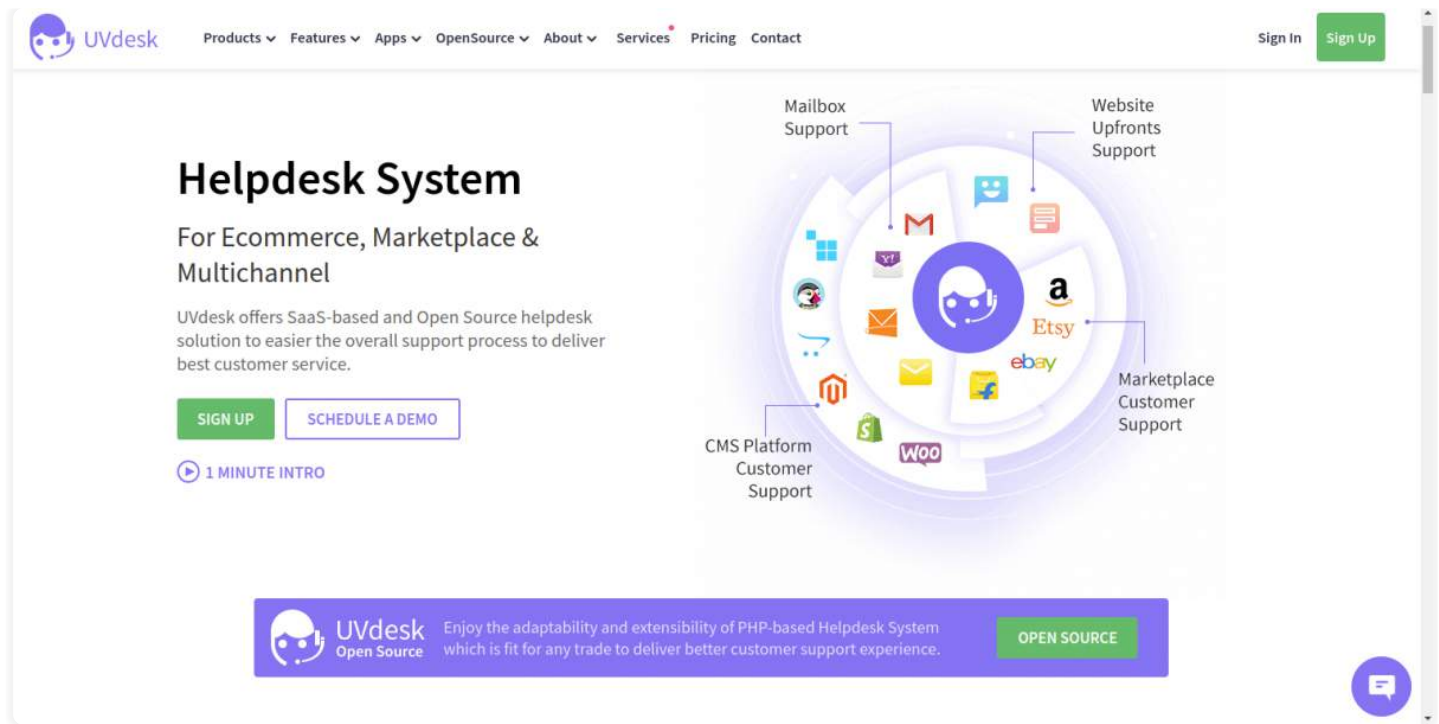 UVdesk
Products Features Apps OpenSource About Services Pricing Contact
Sign In
Sign Up
Helpdesk System
For Ecommerce, Marketplace &
Multichannel
UVdesk offers SaaS-based and Open Source helpdesk
solution to easier the overall support process to deliver
best customer service.
SIGN UP
SCHEDULE A DEMO
1 MINUTE INTRO
Mailbox
Support
Website
Upfronts
Support
Y!
a
Etsy
ebay
Marketplace
Customer
Support
CMS Platform
Customer
Support
S
WOO
UVdesk
Open Source
Enjoy the adaptability and extensibility of PHP-based Helpdesk System
which is fit for any trade to deliver better customer support experience.
OPEN SOURCE